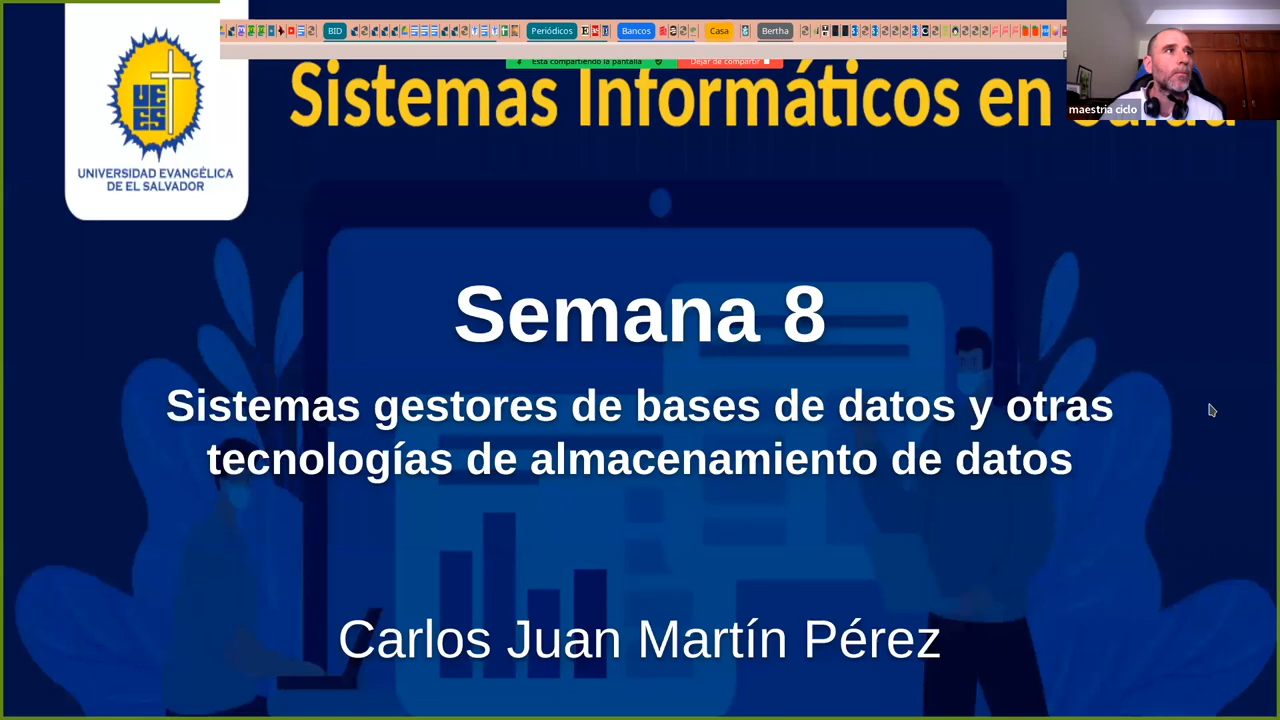 BID
Periódicos
Bancos
Casa
Bertha
Está compartiendo la pantalla
Dejar de compartir
maestria ciclo
UNIVERSIDAD EVANGÉLICA
DE EL SALVADOR
Sistemas Informáticos en
Semana 8
Sistemas gestores de bases de datos y otras
tecnologías de almacenamiento de datos
Carlos Juan Martín Pérez